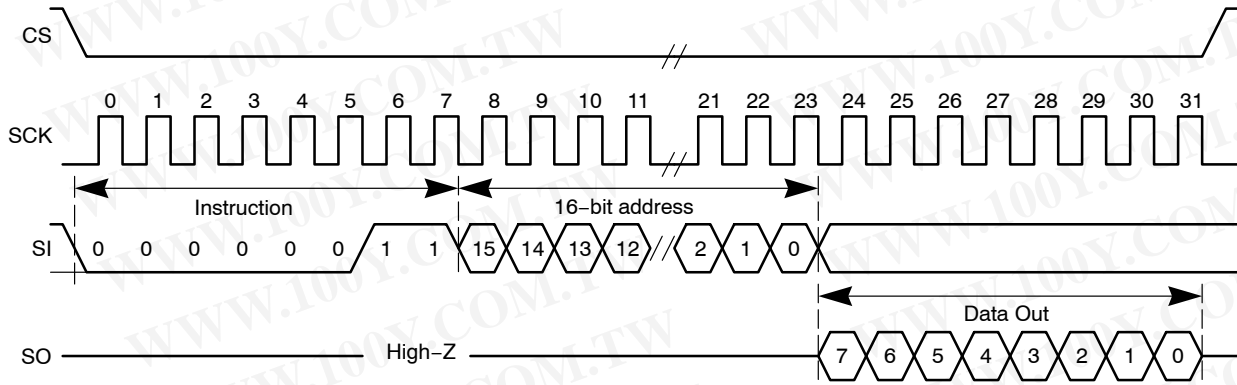 CS
0 1 2 3 4 5 6 7 8 9 10 11 21 22 23 24 25 26 27 28 29 30 31
SCK
Instruction 16−bit address
SI 0 0 0 0 0 0 1 1 15 14 13 12 2 1 0
Data Out
SO High−Z 7 6 5 4 3 2 1 0
WWW.100Y.COM.TW